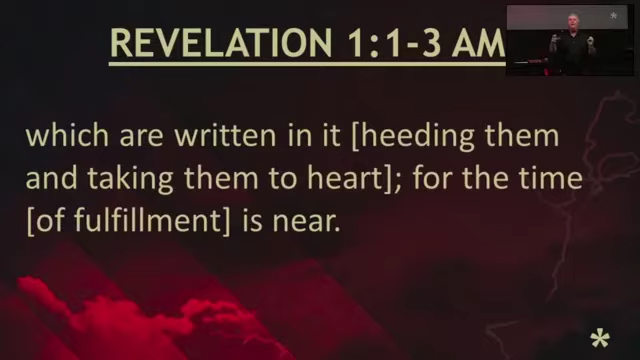 REVELATION 1:1-3 AM
which are written in it [heeding them
and taking them to heart]; for the time
[of fulfillment] is near.
*